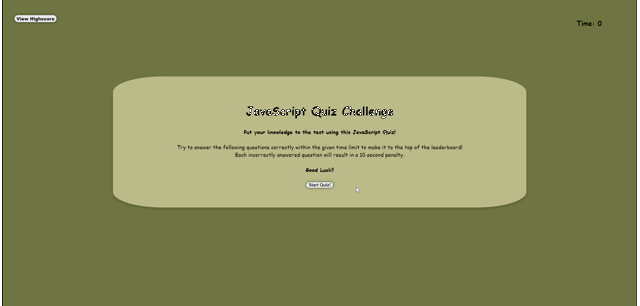 View Highscore
Time: 0
JavaScript Quiz Challenge
Put your knowledge to the test using this JavaScript Quiz!
Try to answer the following questions correctly within the given time limit to make it to the top of the leaderboard!
Each incorrectly answered question will result in a 10 second penalty.
Good Luck!!
Start Quiz!